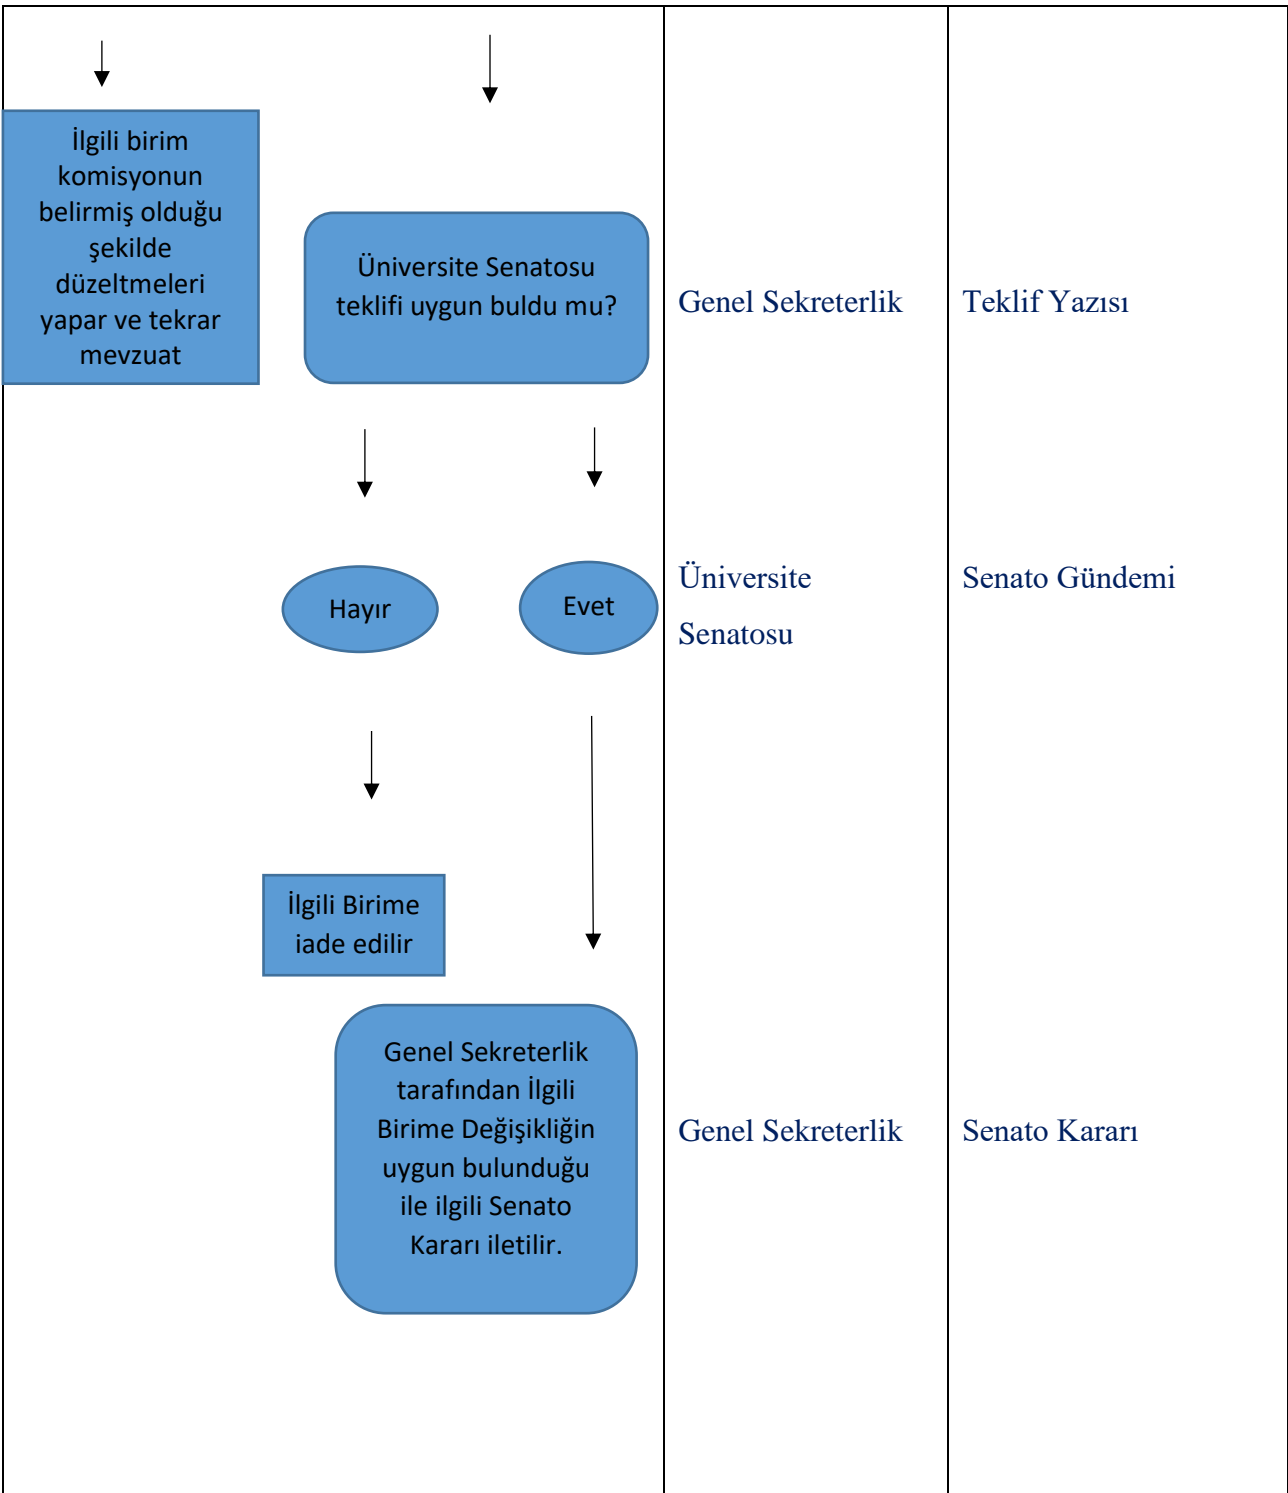 İlgili birim
komisyonun
belirmiş olduğu
şekilde
düzeltmeleri
yapar ve tekrar
mevzuat
Üniversite Senatosu
teklifi uygun buldu mu?
Genel Sekreterlik
Teklif Yazısı
Hayır
Evet
Üniversite
Senatosu
Senato Gündemi
İlgili Birime
iade edilir
Genel Sekreterlik
tarafından İlgili
Birime Değişikliğin
uygun bulunduğu
ile ilgili Senato
Kararı iletilir.
Genel Sekreterlik
Senato Kararı